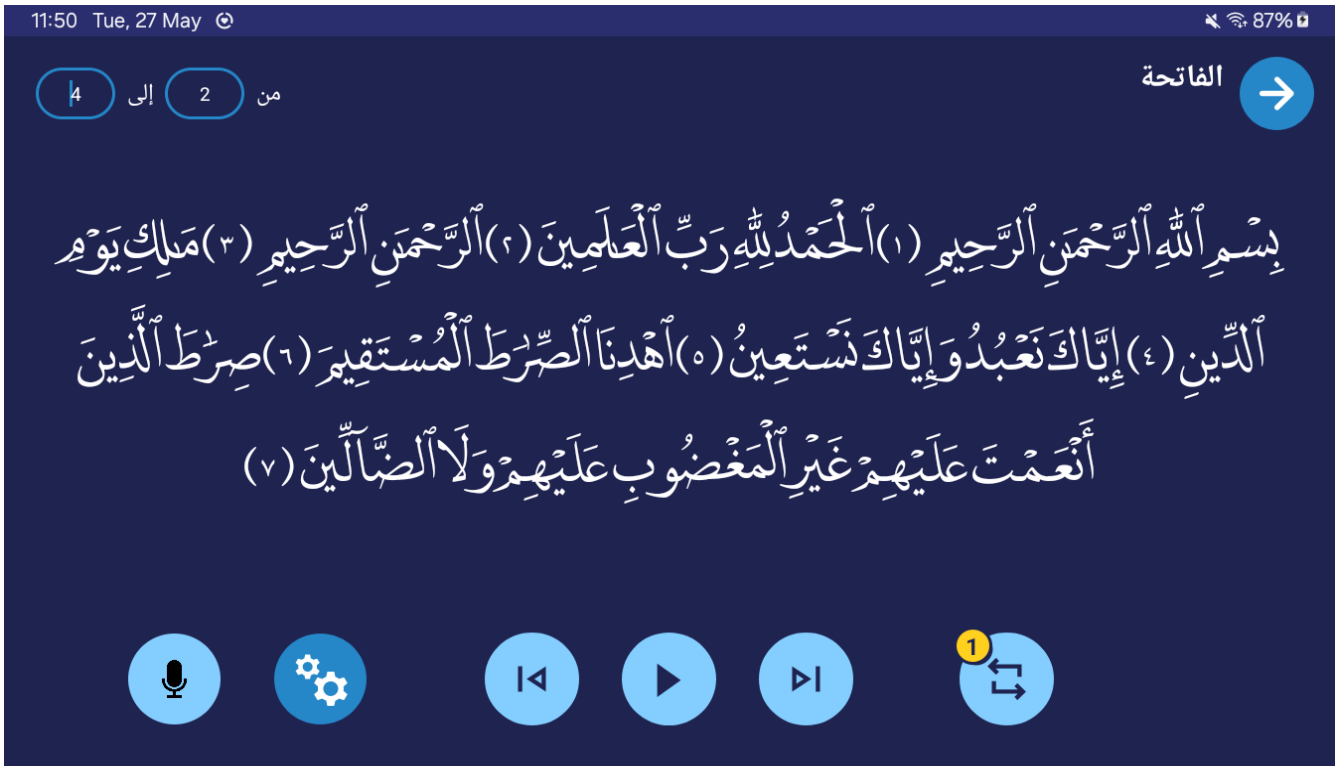 11:50 Tue, 27 May
87%
الفاتحة
من 2 إلى 4
بِسْمِ ٱللَّهِ ٱلرَّحْمَٰنِ ٱلرَّحِيمِ (١) ٱلْحَمْدُ لِلَّهِ رَبِّ ٱلْعَٰلَمِينَ (٢) ٱلرَّحْمَٰنِ ٱلرَّحِيمِ (٣) مَٰلِكِ يَوْمِ
ٱلدِّينِ (٤) إِيَّاكَ نَعْبُدُ وَإِيَّاكَ نَسْتَعِينُ (٥) ٱهْدِنَا ٱلصِّرَٰطَ ٱلْمُسْتَقِيمَ (٦) صِرَٰطَ ٱلَّذِينَ
أَنْعَمْتَ عَلَيْهِمْ غَيْرِ ٱلْمَغْضُوبِ عَلَيْهِمْ وَلَا ٱلضَّآلِّينَ (٧)
1